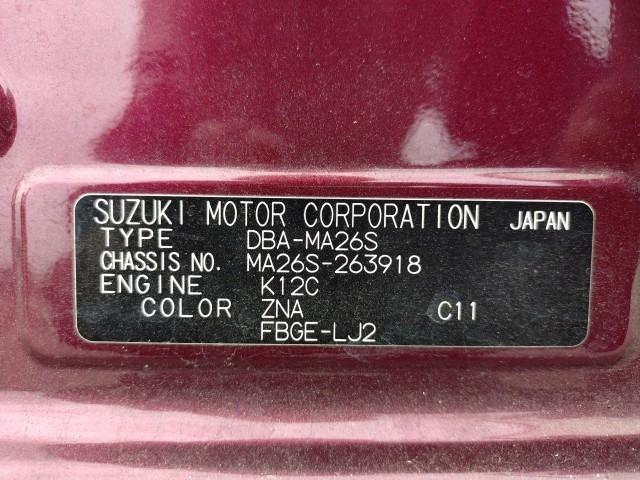 SUZUKI MOTOR CORPORATION JAPAN
TYPE DBA-MA26S
CHASSIS NO. MA26S-263918
ENGINE K12C
COLOR ZNA C11
FBGE-LJ2